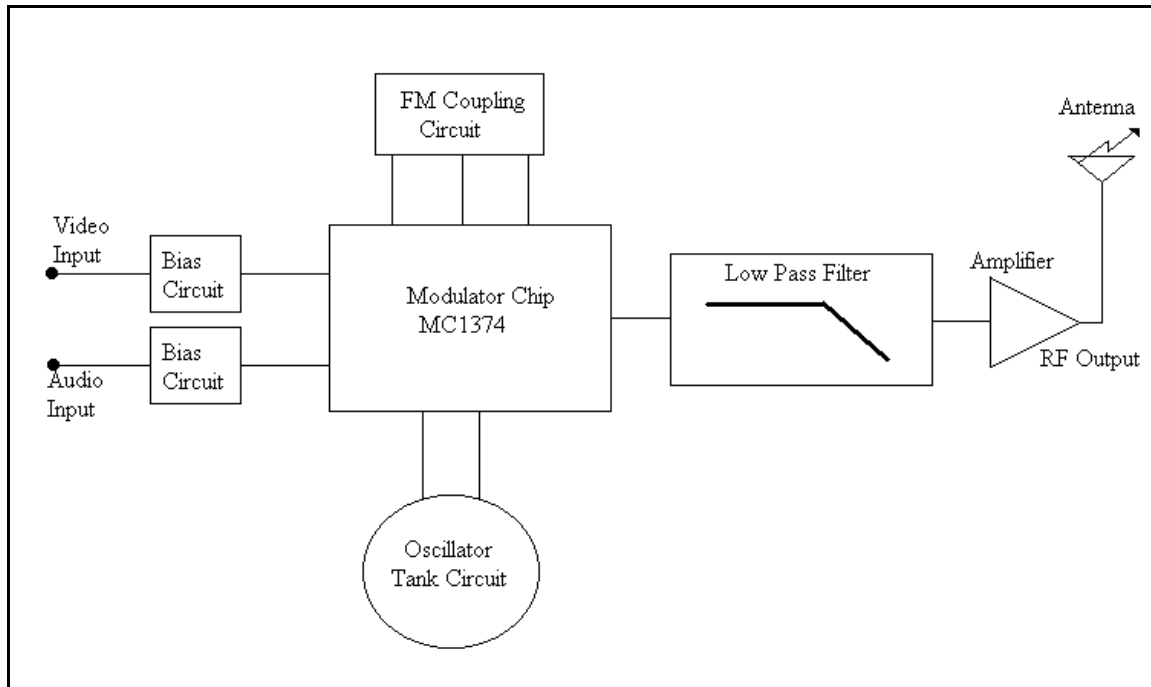 FM Coupling
Circuit
Antenna
Video
Input
Bias
Circuit
Modulator Chip
MC1374
Low Pass Filter
Amplifier
Bias
Circuit
Audio
Input
RF Output
Oscillator
Tank Circuit